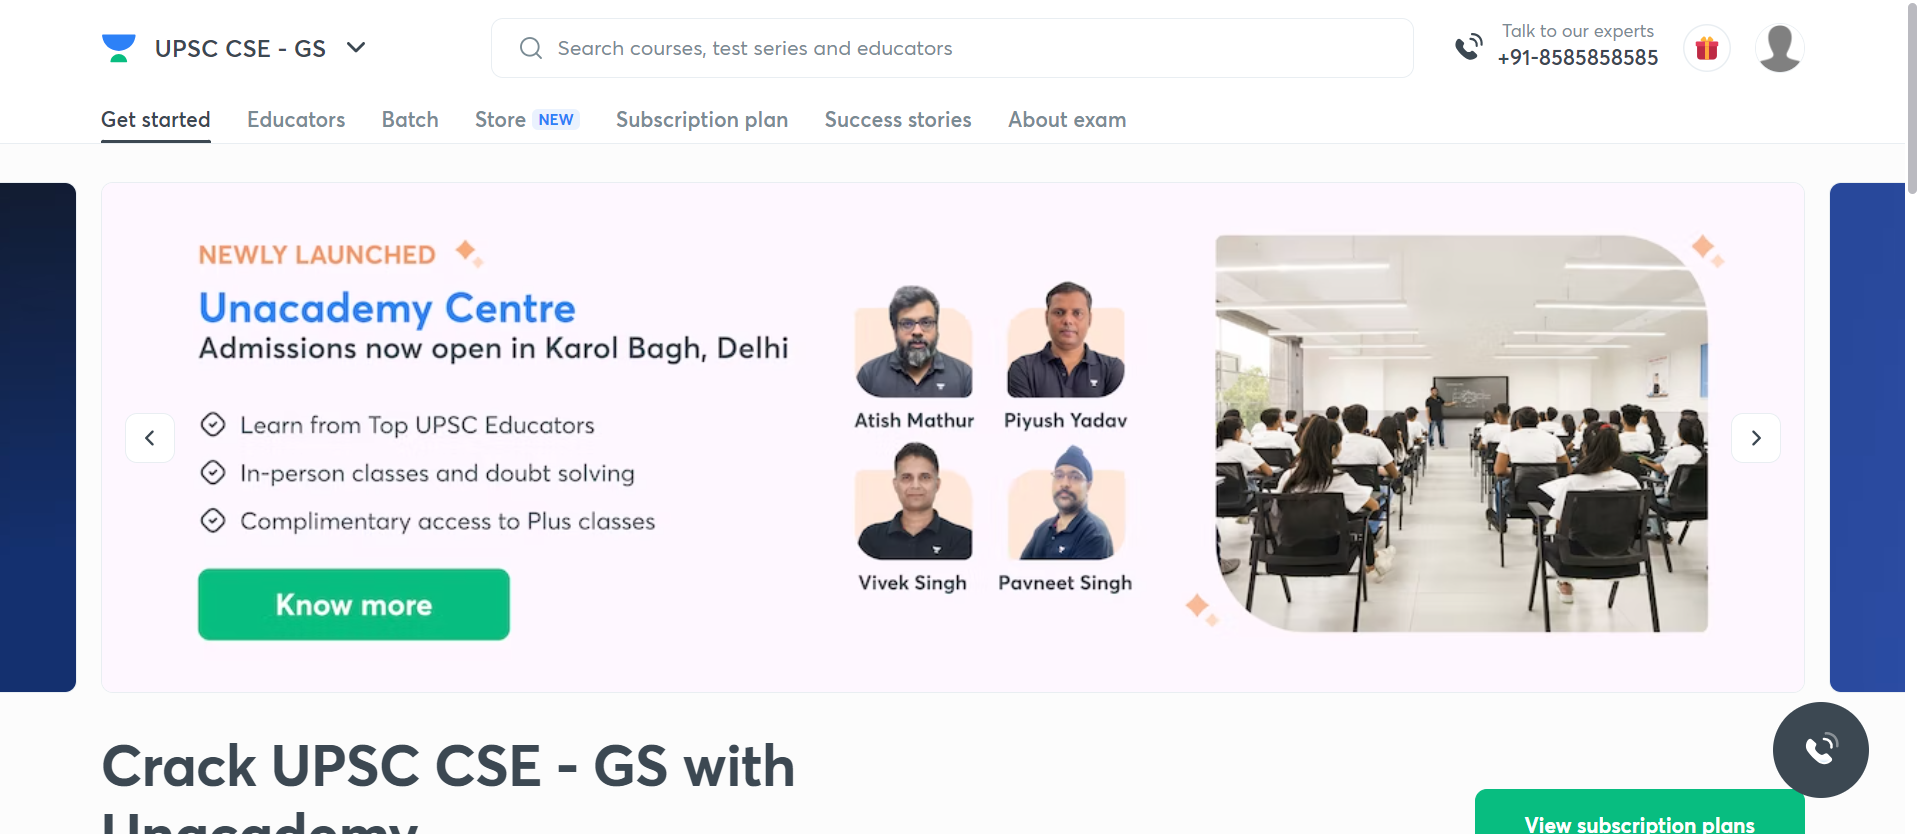 UPSC CSE - GS
Search courses, test series and educators
Talk to our experts
+91-8585858585
Get started
Educators
Batch
Store NEW
Subscription plan
Success stories
About exam
NEWLY LAUNCHED
Unacademy Centre
Admissions now open in Karol Bagh, Delhi
Learn from Top UPSC Educators
In-person classes and doubt solving
Complimentary access to Plus classes
Know more
Atish Mathur
Piyush Yadav
Vivek Singh
Pavneet Singh
Crack UPSC CSE - GS with
Unacademy
View subscription plans